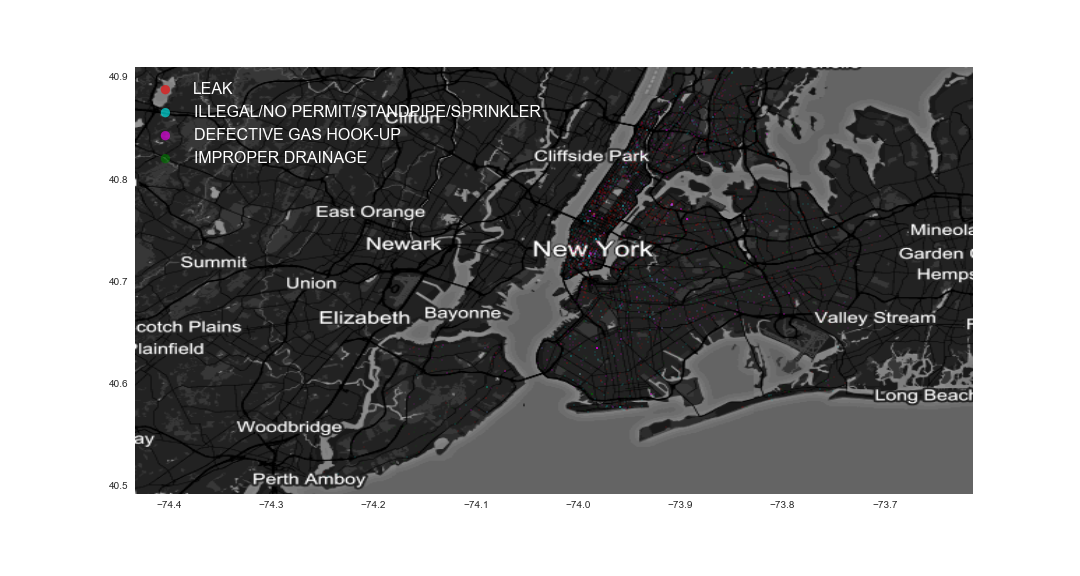 New Rochelle
40.9
LEAK
ILLEGAL/NO PERMIT/STANDPIPE/SPRINKLER
Clifton
DEFECTIVE GAS HOOK-UP
IMPROPER DRAINAGE
Cliffside Park
40.8
East Orange
Mineola
Newark
New York
Garden C
Summit
Hemps
40.7
Union
Elizabeth
Bayonne
Valley Stream
cotch Plains
F
Plainfield
40.6
Long Beach
Woodbridge
ay
Perth Amboy
40.5
−74.4 −74.3 −74.2 −74.1 −74.0 −73.9 −73.8 −73.7